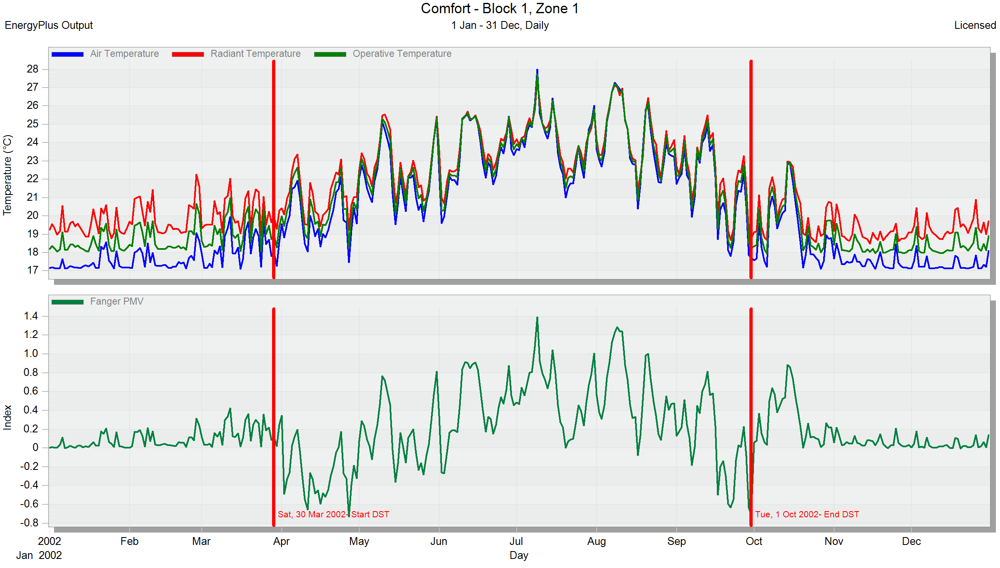 Comfort - Block 1, Zone 1
EnergyPlus Output
1 Jan - 31 Dec, Daily
Licensed
Air Temperature
Radiant Temperature
Operative Temperature
28
27
26
25
24
23
22
21
20
19
18
17
Temperature (°C)
Fanger PMV
1.4
1.2
1.0
0.8
0.6
0.4
0.2
0
-0.2
-0.4
-0.6
-0.8
Index
Sat, 30 Mar 2002- Start DST
Tue, 1 Oct 2002- End DST
2002 Feb Mar Apr May Jun Jul Aug Sep Oct Nov Dec
Jan 2002
Day